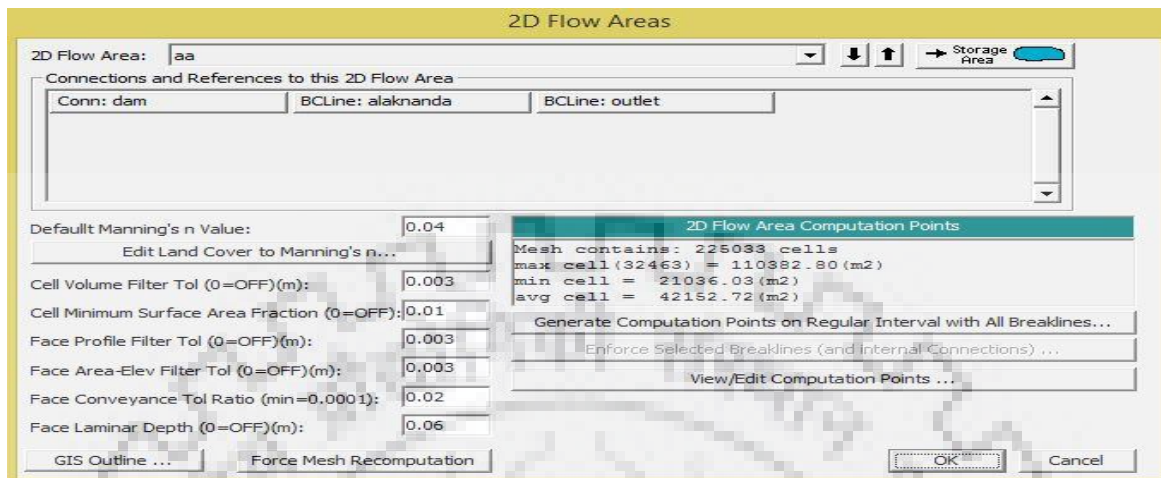 2D Flow Areas
2D Flow Area: aa
Storage Area
Connections and References to this 2D Flow Area
Conn: dam BCLine: alaknanda BCLine: outlet
Defaullt Manning's n Value: 0.04
Edit Land Cover to Manning's n...
Cell Volume Filter Tol (0=OFF)(m): 0.003
Cell Minimum Surface Area Fraction (0=OFF): 0.01
Face Profile Filter Tol (0=OFF)(m): 0.003
Face Area-Elev Filter Tol (0=OFF)(m): 0.003
Face Conveyance Tol Ratio (min=0.0001): 0.02
Face Laminar Depth (0=OFF)(m): 0.06
2D Flow Area Computation Points
Mesh contains: 225033 cells
max cell(32463) = 110382.80(m2)
min cell = 21036.03(m2)
avg cell = 42152.72(m2)
Generate Computation Points on Regular Interval with All Breaklines...
Enforce Selected Breaklines (and internal Connections) ...
View/Edit Computation Points ...
GIS Outline ... Force Mesh Recomputation OK Cancel